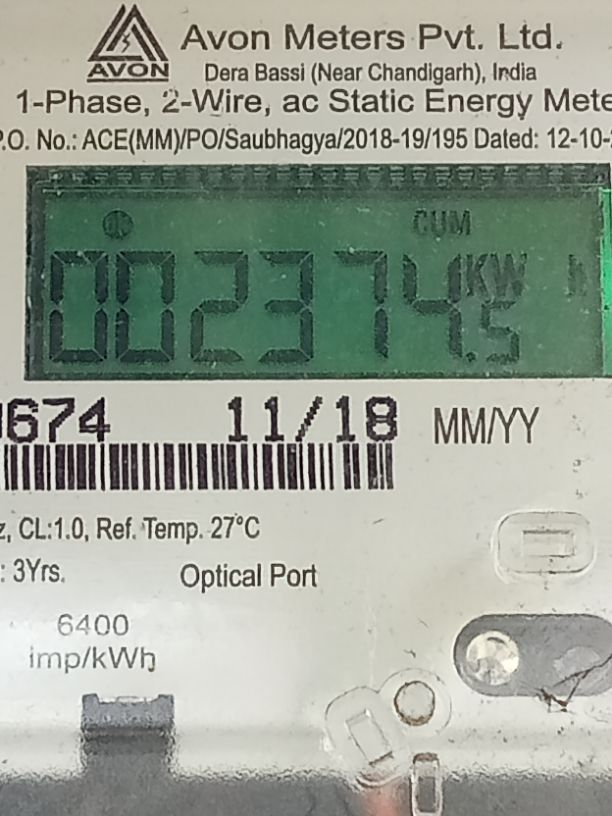 AVON
Avon Meters Pvt. Ltd.
Dera Bassi (Near Chandigarh), India
1-Phase, 2-Wire, ac Static Energy Mete
P.O. No.: ACE(MM)/PO/Saubhagya/2018-19/195 Dated: 12-10-
CUM
002374.5 KW h
674 11/18 MM/YY
z, CL:1.0, Ref. Temp. 27°C
: 3Yrs. Optical Port
6400
imp/kWh